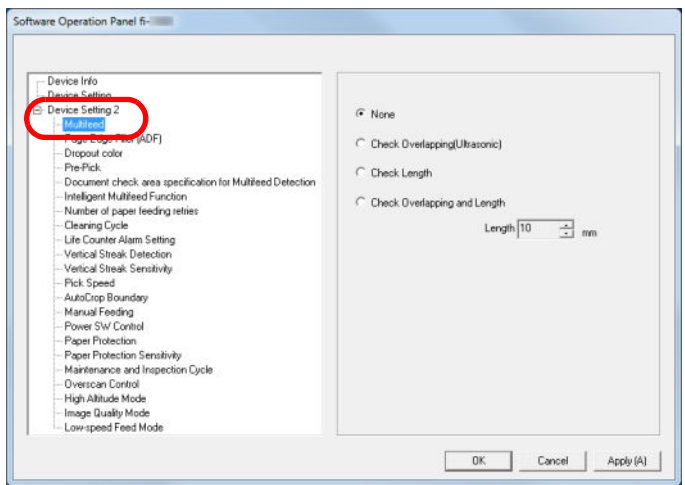 Software Operation Panel fi-
Device Info
Device Setting
Device Setting 2
Multifeed
Page Edge Filler (ADF)
Dropout color
Pre-Pick
Document check area specification for Multifeed Detection
Intelligent Multifeed Function
Number of paper feeding retries
Cleaning Cycle
Life Counter Alarm Setting
Vertical Streak Detection
Vertical Streak Sensitivity
Pick Speed
AutoCrop Boundary
Manual Feeding
Power SW Control
Paper Protection
Paper Protection Sensitivity
Maintenance and Inspection Cycle
Overscan Control
High Altitude Mode
Image Quality Mode
Low-speed Feed Mode
None
Check Overlapping(Ultrasonic)
Check Length
Check Overlapping and Length
Length 10 mm
OK Cancel Apply (A)